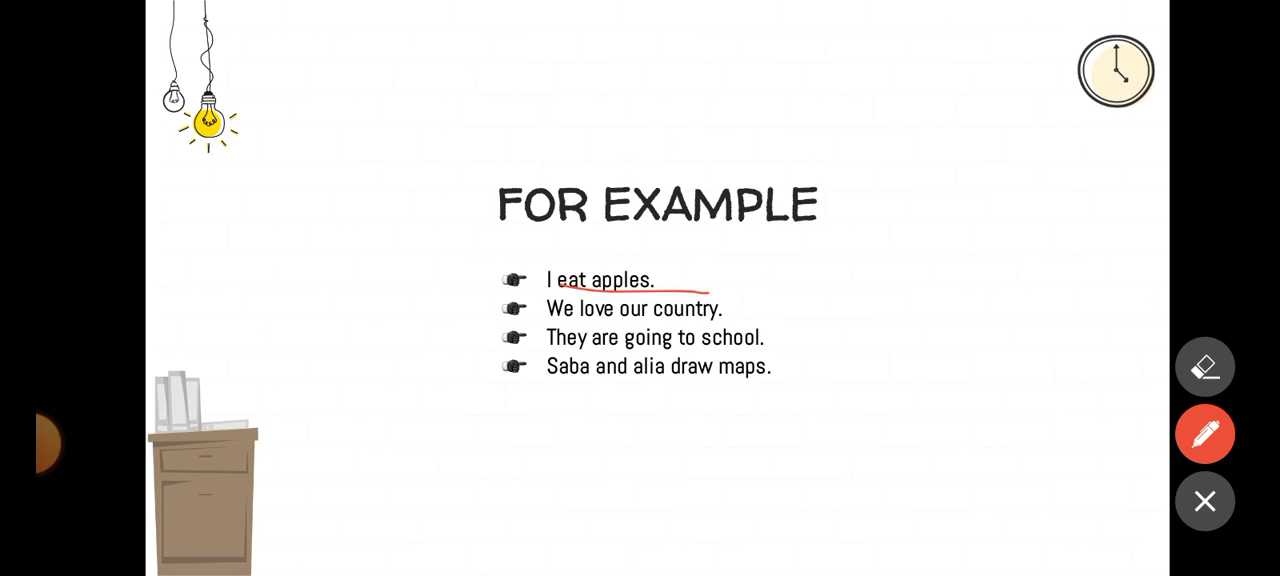 FOR EXAMPLE
I eat apples.
We love our country.
They are going to school.
Saba and alia draw maps.